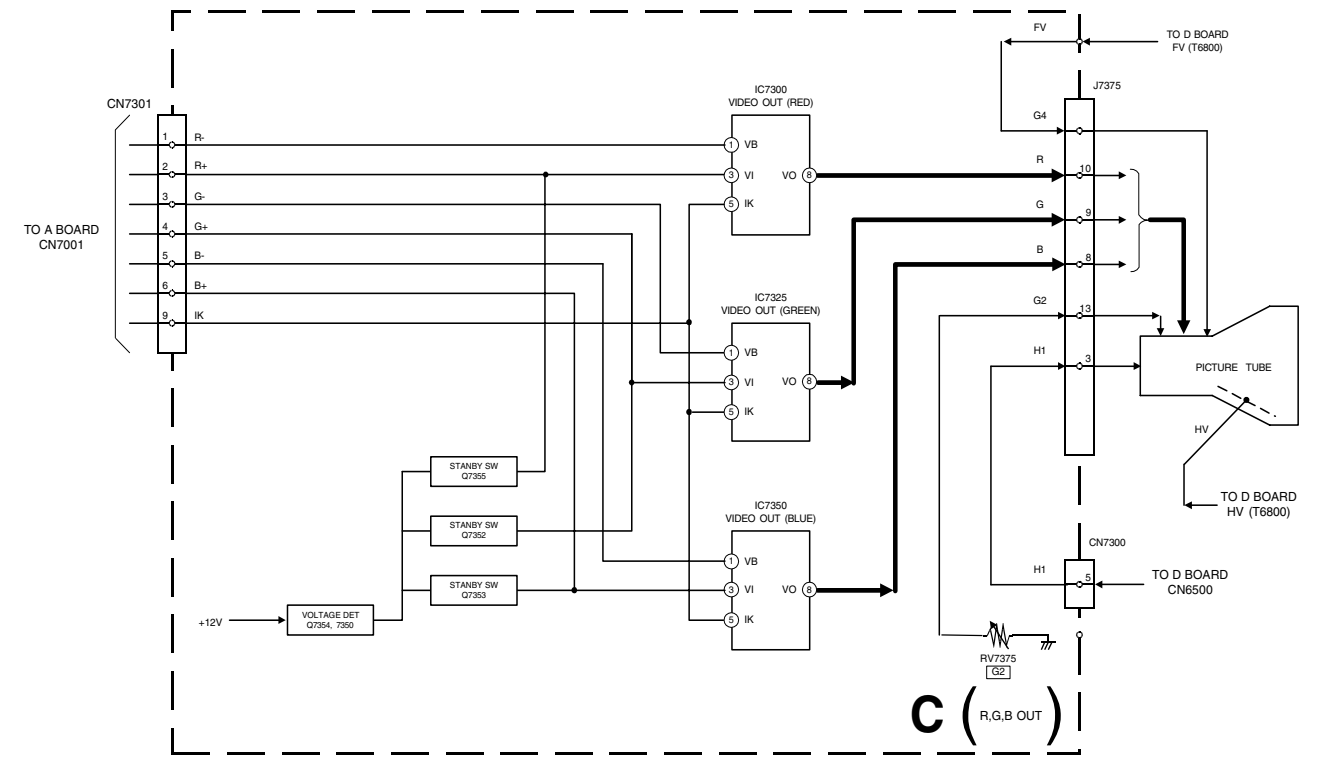 FV
TO D BOARD
FV (T6800)
J7375
CN7301
IC7300
VIDEO OUT (RED)
G4
1 R-
1 VB
2 R+
3 VI
VO 8
R
10
3 G-
5 IK
G
9
4 G+
TO A BOARD
CN7001
5 B-
B
8
6 B+
9 IK
IC7325
VIDEO OUT (GREEN)
G2
13
1 VB
H1
3
PICTURE TUBE
3 VI
VO 8
5 IK
HV
STANBY SW
Q7355
TO D BOARD
HV (T6800)
STANBY SW
Q7352
IC7350
VIDEO OUT (BLUE)
CN7300
1 VB
H1
5
TO D BOARD
CN6500
STANBY SW
Q7353
3 VI
VO 8
+12V
VOLTAGE DET
Q7354, 7350
5 IK
RV7375
G2
C (R,G,B OUT)